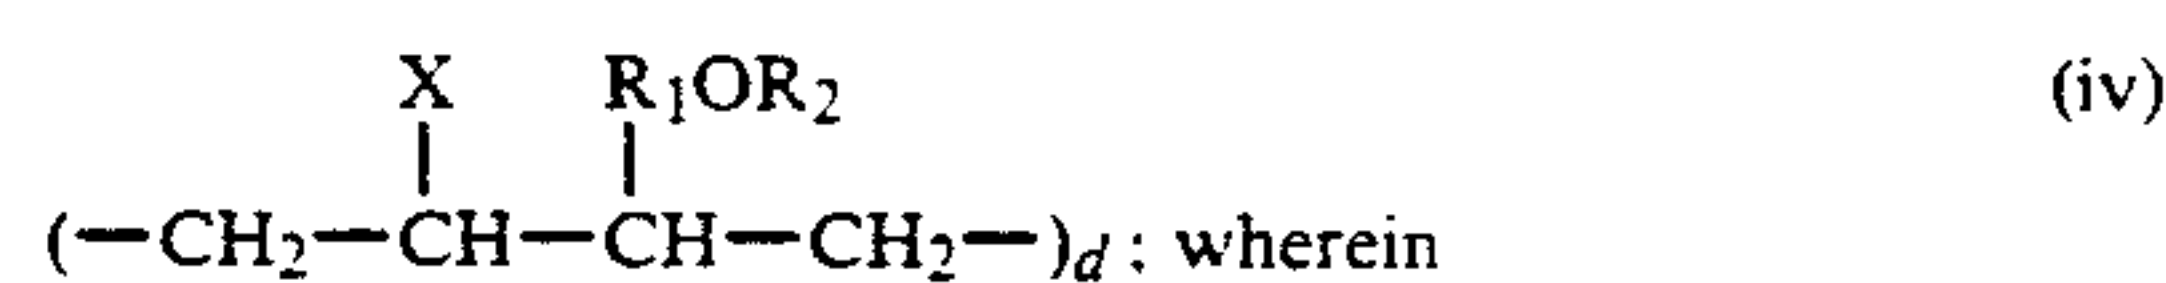 X R₁OR₂ (iv)
(—CH₂—CH—CH—CH₂—)d; wherein